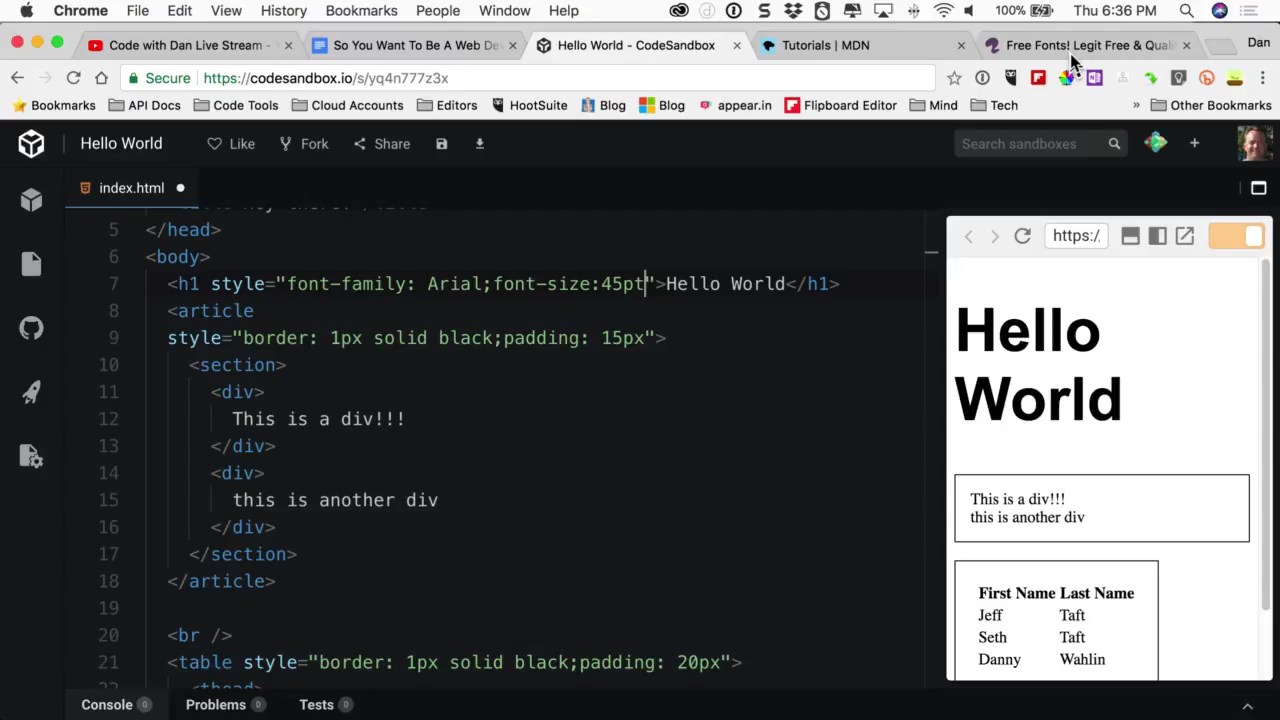 Chrome File Edit View History Bookmarks People Window Help 100% Thu 6:36 PM
Code with Dan Live Stream - So You Want To Be A Web De Hello World - CodeSandbox Tutorials | MDN Free Fonts! Legit Free & Quali Dan
Secure https://codesandbox.io/s/yq4n777z3x
Bookmarks API Docs Code Tools Cloud Accounts Editors HootSuite Blog Blog appear.in Flipboard Editor Mind Tech » Other Bookmarks
Hello World Like Fork Share Search sandboxes
index.html
5 </head>
6 <body>
7 <h1 style="font-family: Arial;font-size:45pt">Hello World</h1>
8 <article
9 style="border: 1px solid black;padding: 15px">
10 <section>
11 <div>
12 This is a div!!!
13 </div>
14 <div>
15 this is another div
16 </div>
17 </section>
18 </article>
19
20 <br />
21 <table style="border: 1px solid black;padding: 20px">
<thead>
Console 0 Problems 0 Tests 0
https:/
Hello
World
This is a div!!!
this is another div
First Name Last Name
Jeff Taft
Seth Taft
Danny Wahlin